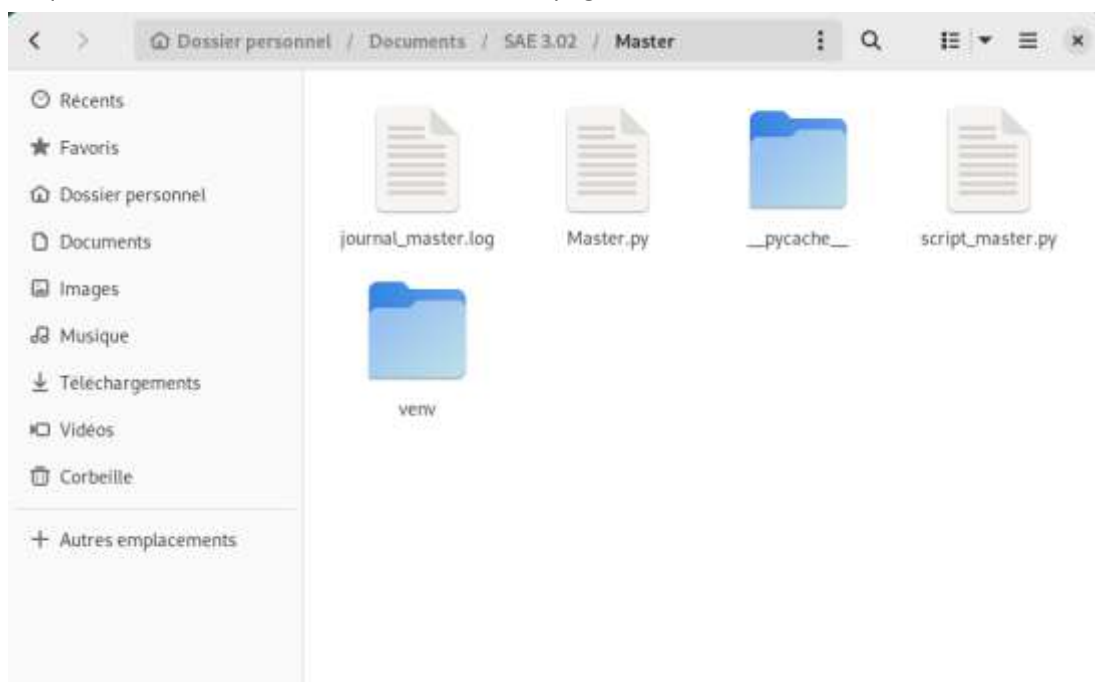 Dossier personnel / Documents / SAE 3.02 / Master
Récents
Favoris
Dossier personnel
Documents
Images
Musique
Téléchargements
Vidéos
Corbeille
+ Autres emplacements
journal_master.log Master.py __pycache__ script_master.py
venv